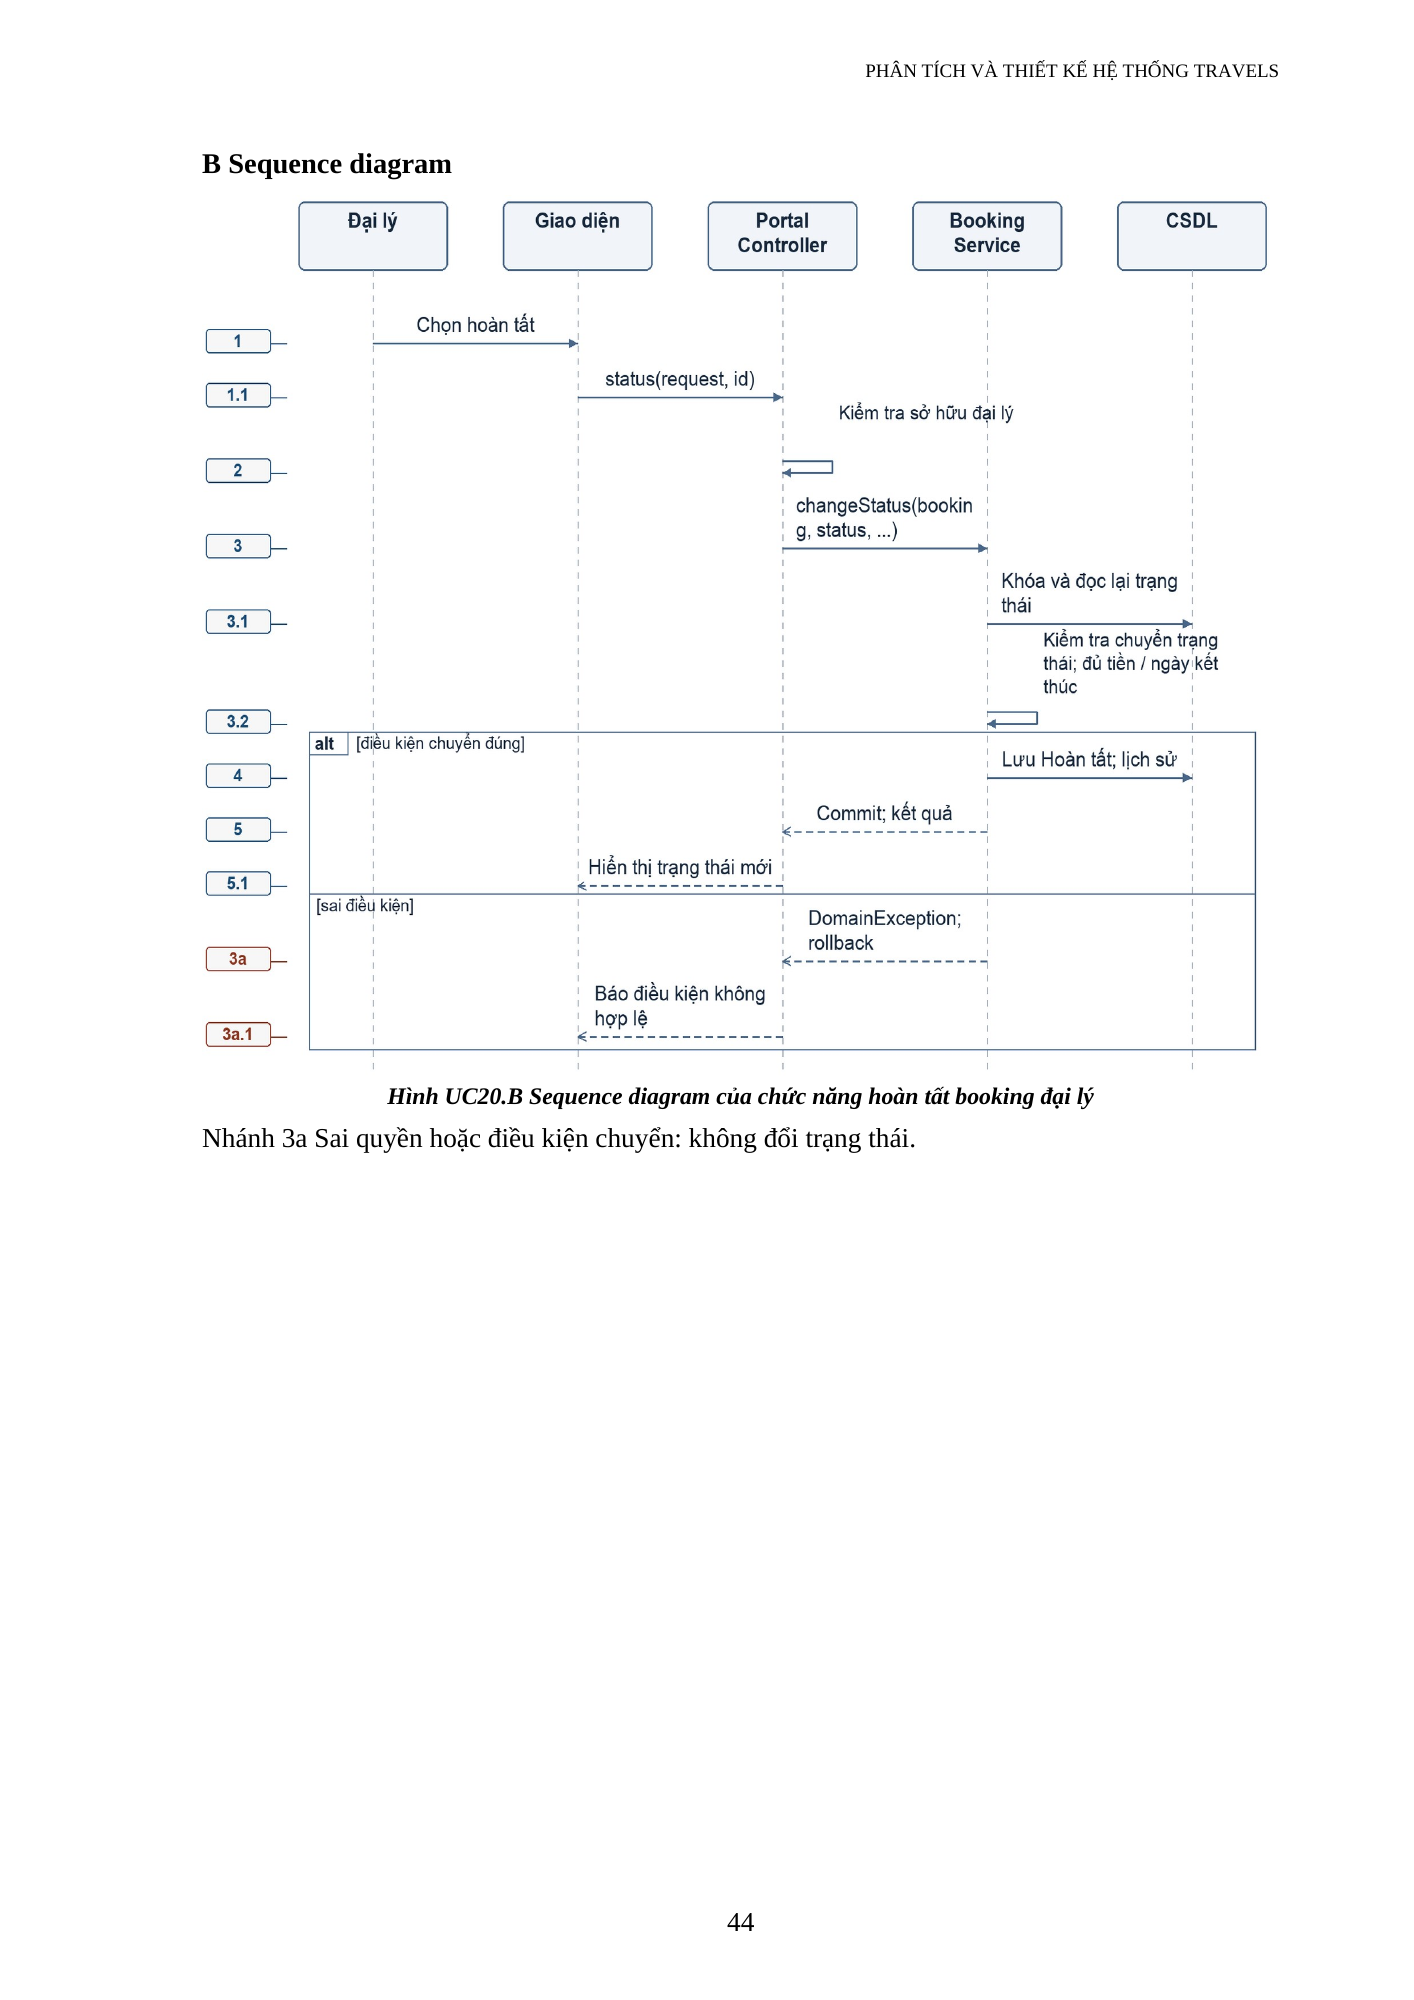 PHÂN TÍCH VÀ THIẾT KẾ HỆ THỐNG TRAVELS
B Sequence diagram
Đại lý
Giao diện
Portal
Controller
Booking
Service
CSDL
Chọn hoàn tất
1
status(request, id)
1.1
Kiểm tra sở hữu đại lý
2
changeStatus(bookin
g, status, ...)
3
Khóa và đọc lại trạng
thái
3.1
Kiểm tra chuyển trạng
thái; đủ tiền / ngày kết
thúc
3.2
alt [điều kiện chuyển đúng]
Lưu Hoàn tất; lịch sử
4
Commit; kết quả
5
Hiển thị trạng thái mới
5.1
[sai điều kiện]
DomainException;
rollback
3a
Báo điều kiện không
hợp lệ
3a.1
Hình UC20.B Sequence diagram của chức năng hoàn tất booking đại lý
Nhánh 3a Sai quyền hoặc điều kiện chuyển: không đổi trạng thái.
44